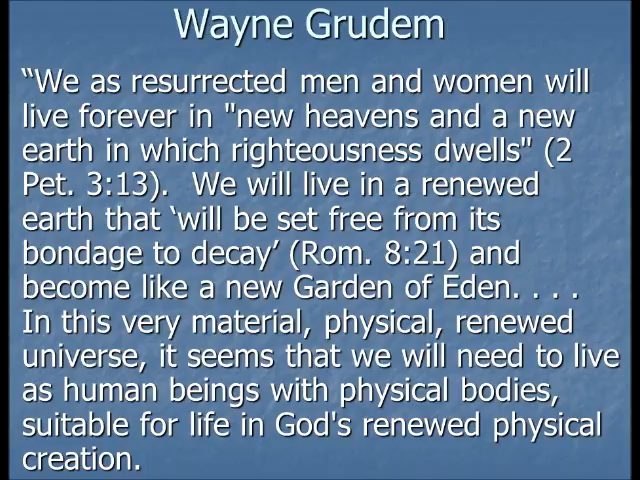 Wayne Grudem
“We as resurrected men and women will
live forever in "new heavens and a new
earth in which righteousness dwells" (2
Pet. 3:13).  We will live in a renewed
earth that ‘will be set free from its
bondage to decay’ (Rom. 8:21) and
become like a new Garden of Eden. . . .
In this very material, physical, renewed
universe, it seems that we will need to live
as human beings with physical bodies,
suitable for life in God's renewed physical
creation.